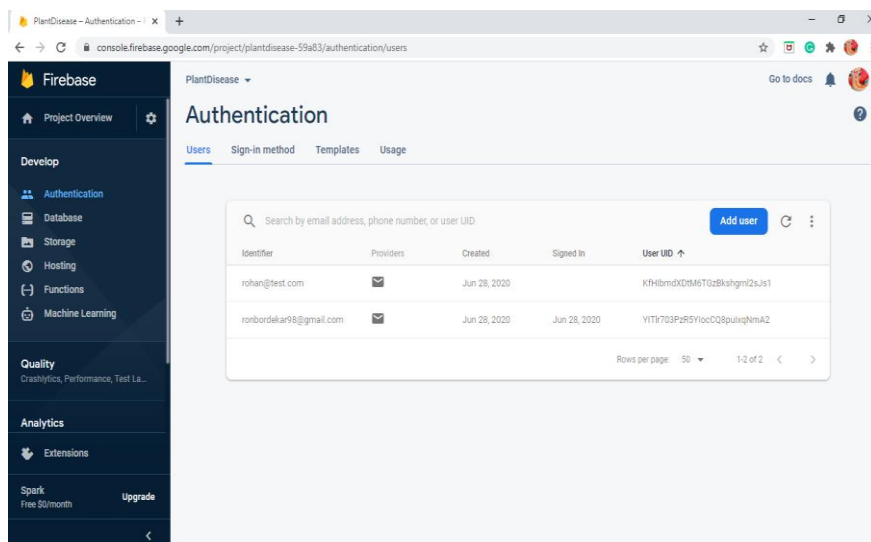 PlantDisease – Authentication –
console.firebase.google.com/project/plantdisease-59a83/authentication/users
Firebase
PlantDisease
Go to docs
Project Overview
Authentication
Users Sign-in method Templates Usage
Develop
Authentication
Database
Storage
Hosting
Functions
Machine Learning
Search by email address, phone number, or user UID
Add user
Identifier Providers Created Signed In User UID
rohan@test.com Jun 28, 2020
ronbordekar98@gmail.com Jun 28, 2020 Jun 28, 2020
Rows per page: 50 1-2 of 2
Quality
Crashlytics, Performance, Test La...
Analytics
Extensions
Spark
Free $0/month
Upgrade